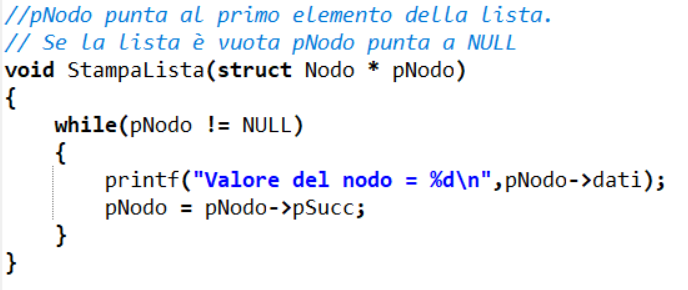 //pNodo punta al primo elemento della lista.
// Se la lista è vuota pNodo punta a NULL
void StampaLista(struct Nodo * pNodo)
{
    while(pNodo != NULL)
    {
        printf("Valore del nodo = %d\n",pNodo->dati);
        pNodo = pNodo->pSucc;
    }
}